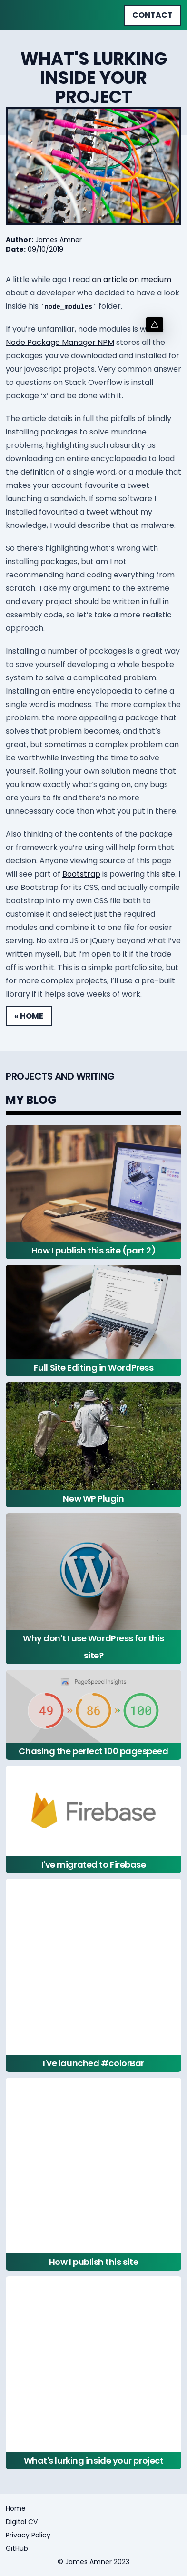 CONTACT
WHAT'S LURKING
INSIDE YOUR
PROJECT
Author: James Amner
Date: 09/10/2019
A little while ago I read an article on medium
about a developer who decided to have a look
inside his `node_modules` folder.
If you're unfamiliar, node modules is w
Node Package Manager NPM stores all the
packages you've downloaded and installed for
your javascript projects. Very common answer
to questions on Stack Overflow is install
package 'x' and be done with it.
The article details in full the pitfalls of blindly
installing packages to solve mundane
problems, highlighting such absurdity as
downloading an entire encyclopaedia to load
the definition of a single word, or a module that
makes your account favourite a tweet
launching a sandwich. If some software I
installed favourited a tweet without my
knowledge, I would describe that as malware.
So there's highlighting what's wrong with
installing packages, but am I not
recommending hand coding everything from
scratch. Take my argument to the extreme
and every project should be written in full in
assembly code, so let's take a more realistic
approach.
Installing a number of packages is a great way
to save yourself developing a whole bespoke
system to solve a complicated problem.
Installing an entire encyclopaedia to define a
single word is madness. The more complex the
problem, the more appealing a package that
solves that problem becomes, and that's
great, but sometimes a complex problem can
be worthwhile investing the time to solve
yourself. Rolling your own solution means that
you know exactly what's going on, any bugs
are yours to fix and there's no more
unnecessary code than what you put in there.
Also thinking of the contents of the package
or framework you're using will help form that
decision. Anyone viewing source of this page
will see part of Bootstrap is powering this site. I
use Bootstrap for its CSS, and actually compile
bootstrap into my own CSS file both to
customise it and select just the required
modules and combine it to one file for easier
serving. No extra JS or jQuery beyond what I've
written myself, but I'm open to it if the trade
off is worth it. This is a simple portfolio site, but
for more complex projects, I'll use a pre-built
library if it helps save weeks of work.
« HOME
PROJECTS AND WRITING
MY BLOG
How I publish this site (part 2)
Full Site Editing in WordPress
New WP Plugin
Why don't I use WordPress for this
site?
PageSpeed Insights
49 » 86 » 100
Chasing the perfect 100 pagespeed
Firebase
I've migrated to Firebase
I've launched #colorBar
How I publish this site
What's lurking inside your project
Home
Digital CV
Privacy Policy
GitHub
© James Amner 2023